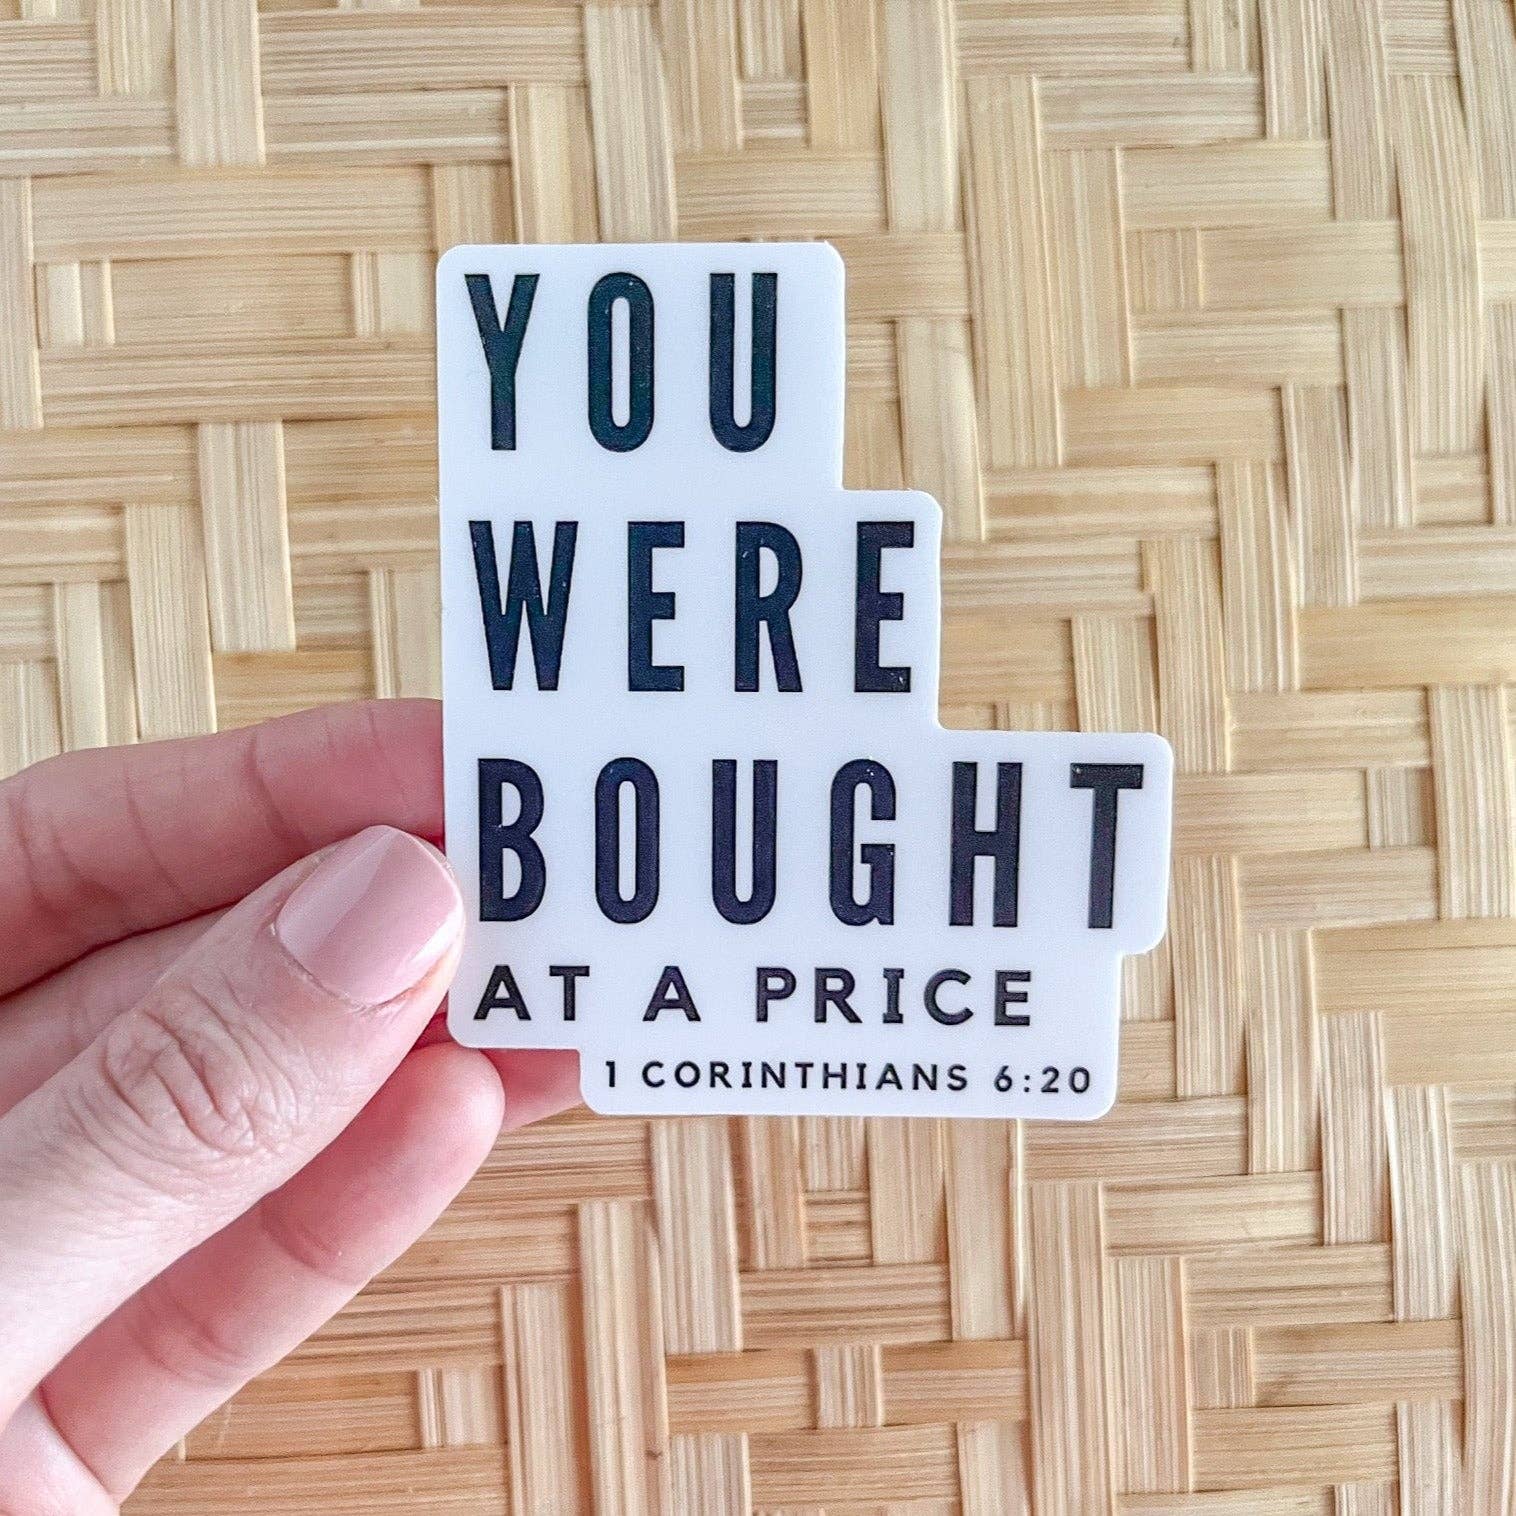 YOU
WERE
BOUGHT
AT A PRICE
1 CORINTHIANS 6:20